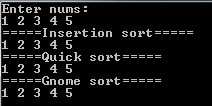 Enter nums:
1 2 3 4 5
=====Insertion sort=====
1 2 3 4 5
=====Quick sort=====
1 2 3 4 5
=====Gnome sort=====
1 2 3 4 5